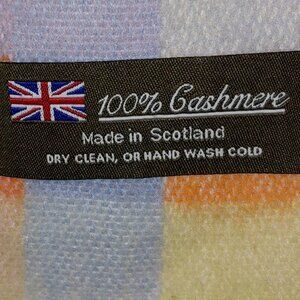 100% Cashmere
Made in Scotland
DRY CLEAN, OR HAND WASH COLD